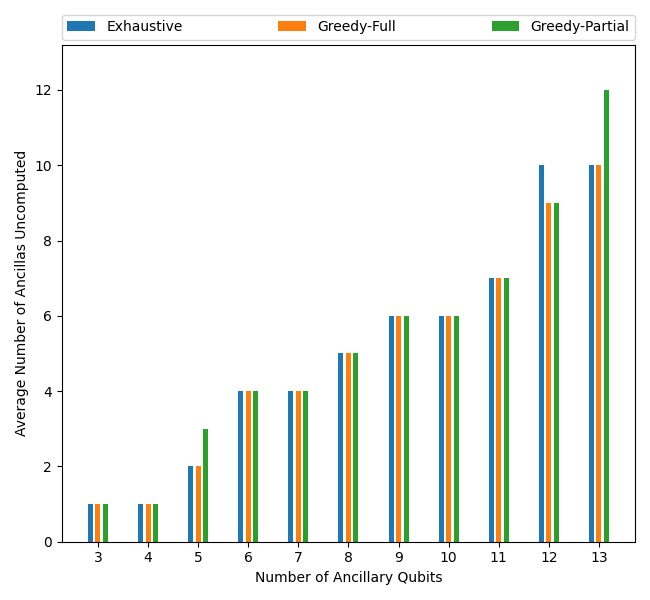 Exhaustive Greedy-Full Greedy-Partial
Average Number of Ancillas Uncomputed
12
10
8
6
4
2
0
3 4 5 6 7 8 9 10 11 12 13
Number of Ancillary Qubits